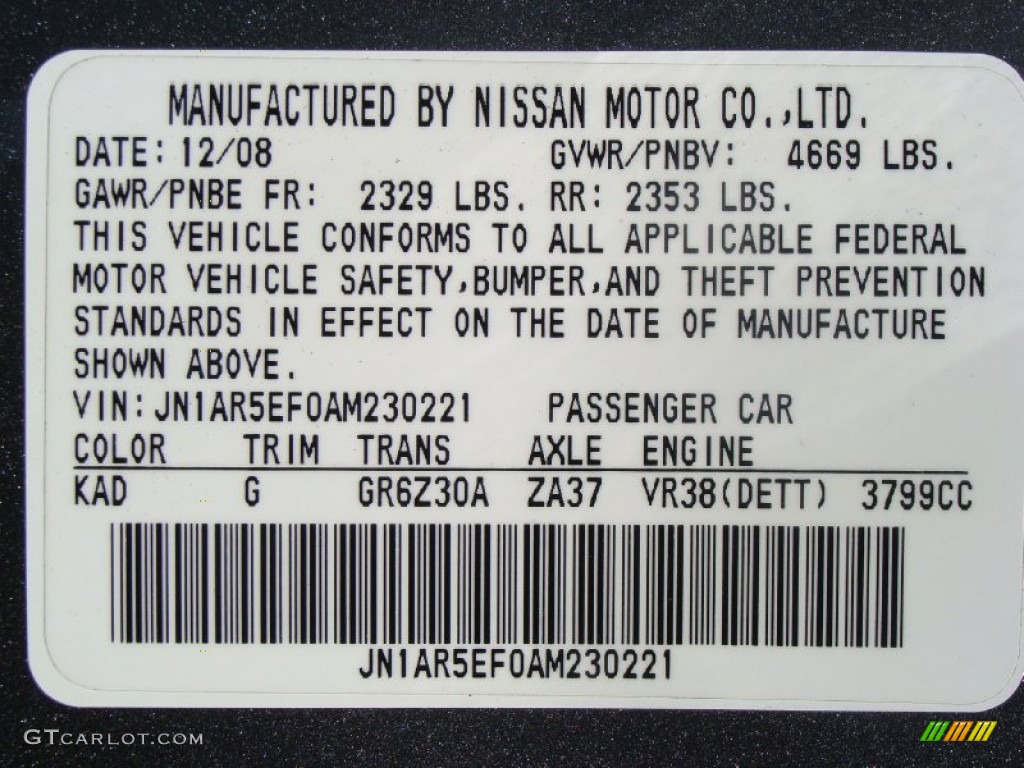 MANUFACTURED BY NISSAN MOTOR CO.,LTD.
DATE: 12/08 GVWR/PNBV: 4669 LBS.
GAWR/PNBE FR: 2329 LBS. RR: 2353 LBS.
THIS VEHICLE CONFORMS TO ALL APPLICABLE FEDERAL
MOTOR VEHICLE SAFETY,BUMPER,AND THEFT PREVENTION
STANDARDS IN EFFECT ON THE DATE OF MANUFACTURE
SHOWN ABOVE.
VIN: JN1AR5EF0AM230221 PASSENGER CAR
COLOR TRIM TRANS AXLE ENGINE
KAD G GR6Z30A ZA37 VR38(DETT) 3799CC
JN1AR5EF0AM230221
GTCARLOT.COM